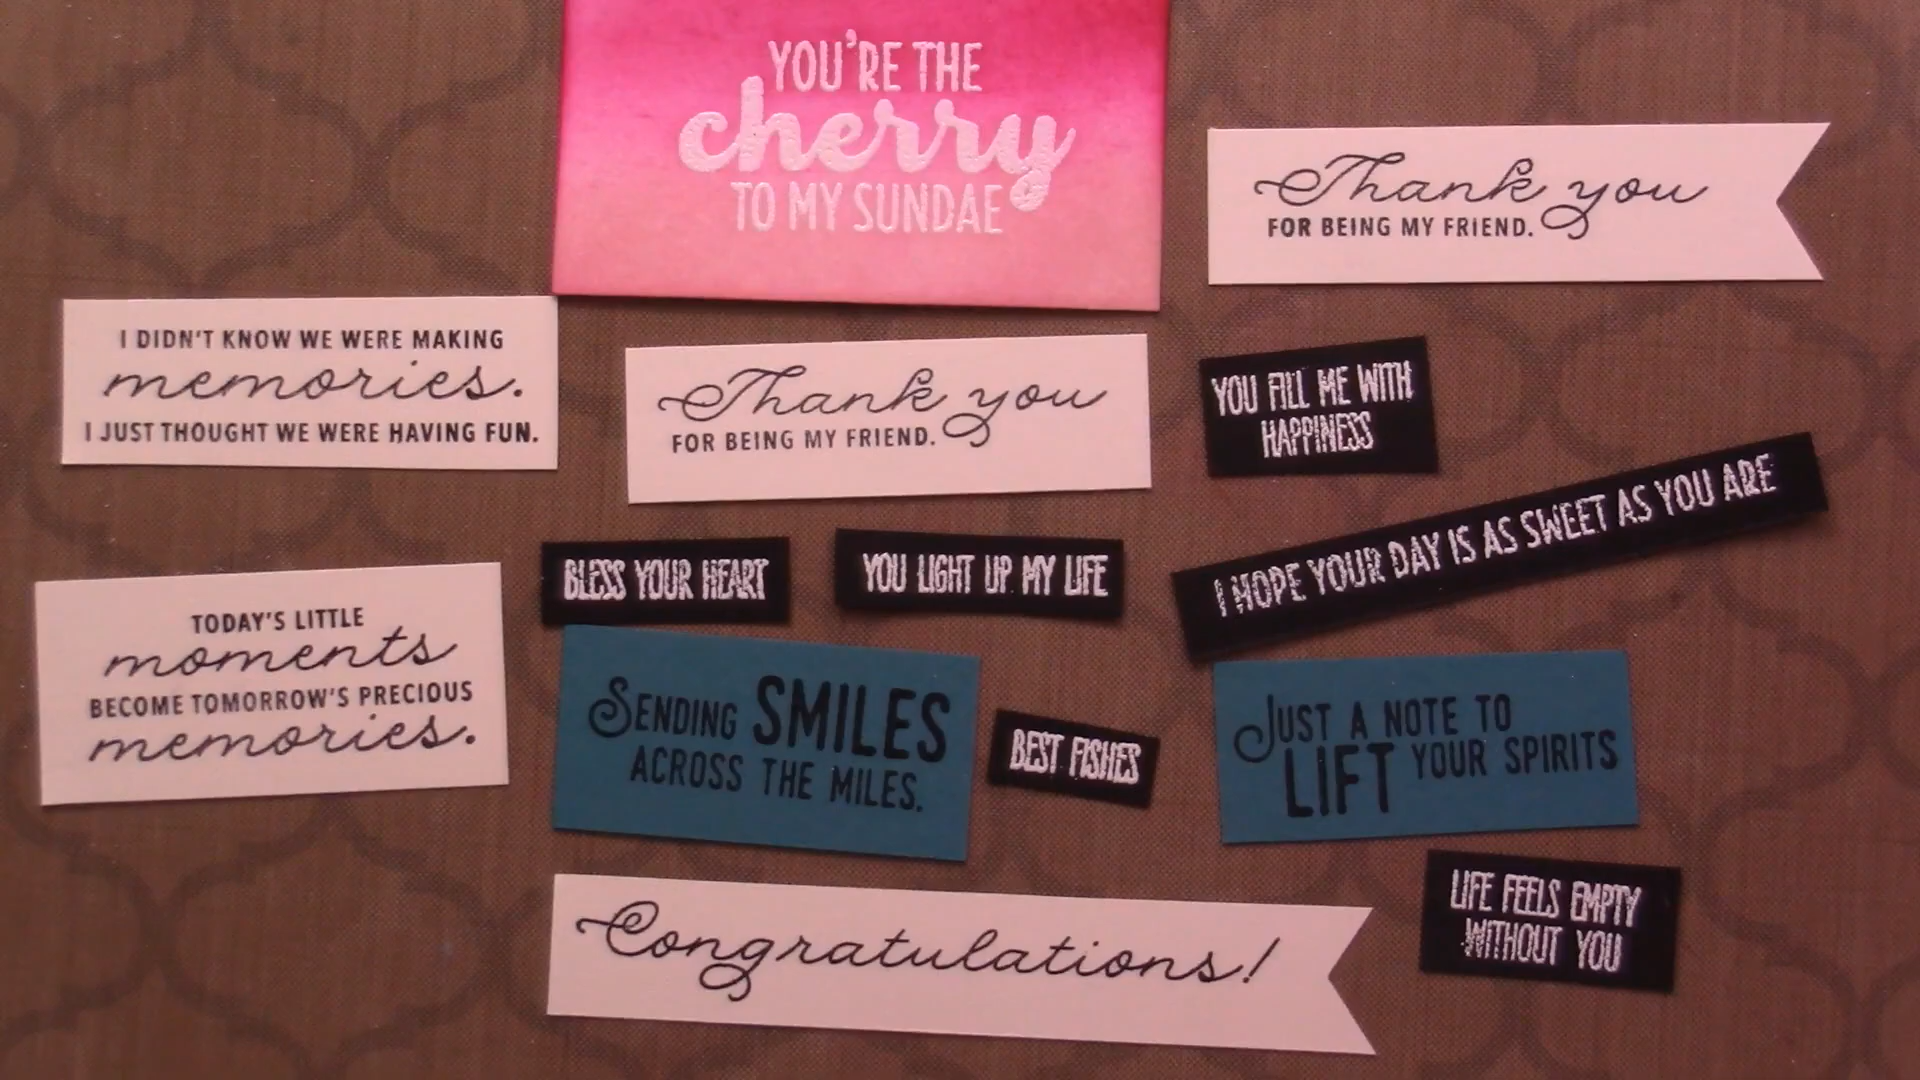 YOU'RE THE
cherry
TO MY SUNDAE
Thank you
FOR BEING MY FRIEND.
I DIDN'T KNOW WE WERE MAKING
memories.
I JUST THOUGHT WE WERE HAVING FUN.
Thank you
FOR BEING MY FRIEND.
YOU FILL ME WITH
HAPPINESS
I HOPE YOUR DAY IS AS SWEET AS YOU ARE
BLESS YOUR HEART
YOU LIGHT UP MY LIFE
TODAY'S LITTLE
moments
BECOME TOMORROW'S PRECIOUS
memories.
SENDING SMILES
ACROSS THE MILES.
BEST FISHES
JUST A NOTE TO
LIFT YOUR SPIRITS
LIFE FEELS EMPTY
WITHOUT YOU
Congratulations!